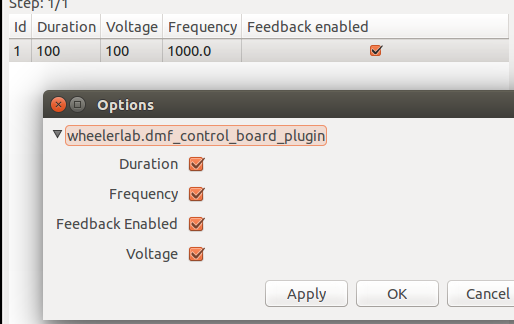 Step: 1/1
Id Duration Voltage Frequency Feedback enabled
1 100 100 1000.0
Options
wheelerlab.dmf_control_board_plugin
Duration
Frequency
Feedback Enabled
Voltage
Apply OK Cancel